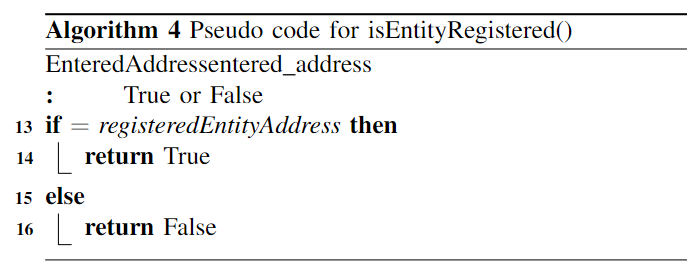 Algorithm 4 Pseudo code for isEntityRegistered()
EnteredAddressentered_address
: True or False
13 if = registeredEntityAddress then
14 return True
15 else
16 return False